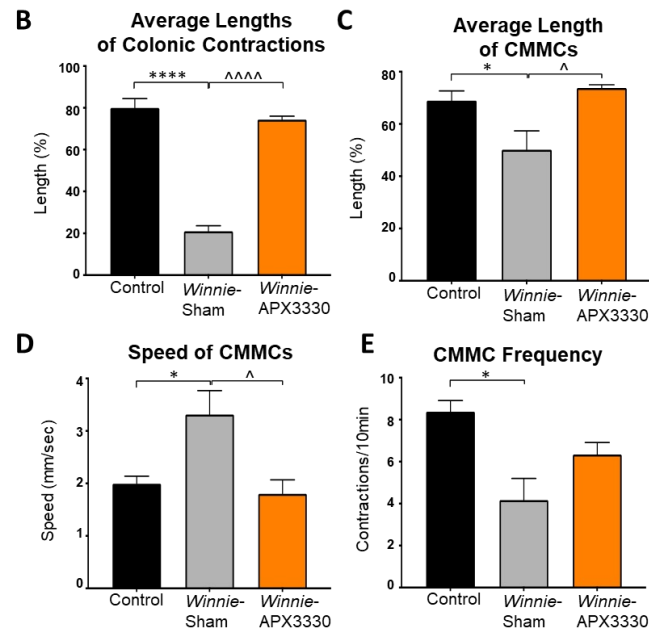 B
Average Lengths
of Colonic Contractions
**** ^^^^
100
80
60
40
20
0
Length (%)
Control
Winnie-
Sham
Winnie-
APX3330
C
Average Length
of CMMCs
* ^
80
60
40
20
0
Length (%)
Control
Winnie-
Sham
Winnie-
APX3330
D
Speed of CMMCs
* ^
4
3
2
1
0
Speed (mm/sec)
Control
Winnie-
Sham
Winnie-
APX3330
E
CMMC Frequency
*
10
8
6
4
2
0
Contractions/10min
Control
Winnie-
Sham
Winnie-
APX3330